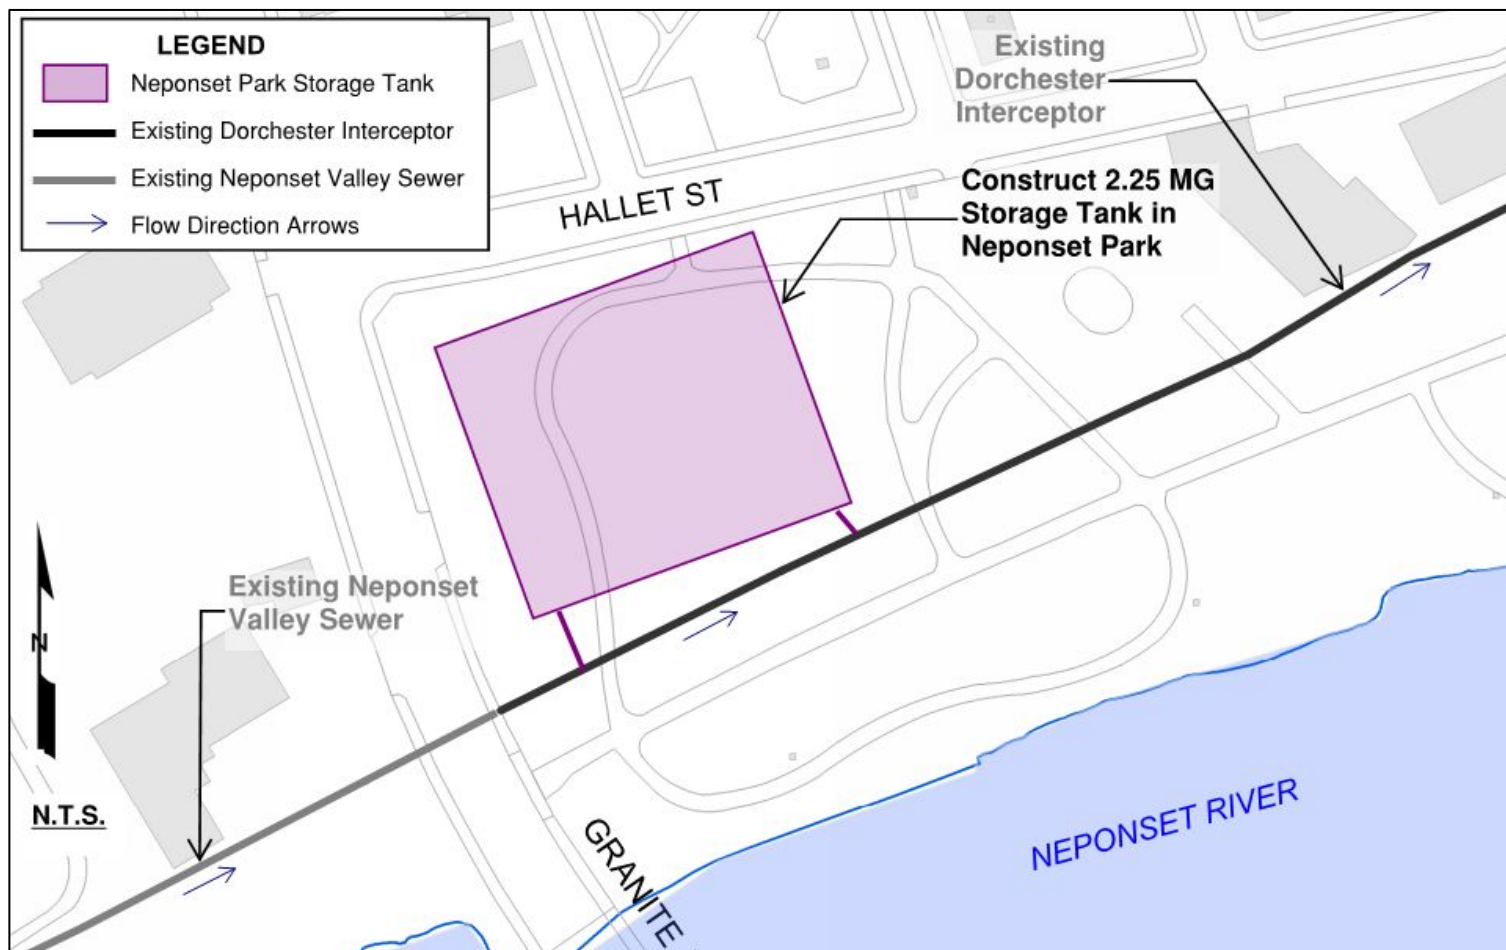 LEGEND
Neponset Park Storage Tank
Existing Dorchester Interceptor
Existing Neponset Valley Sewer
Flow Direction Arrows
Existing
Dorchester
Interceptor
HALLET ST
Construct 2.25 MG
Storage Tank in
Neponset Park
Existing Neponset
Valley Sewer
N
N.T.S.
GRANITE
NEPONSET RIVER